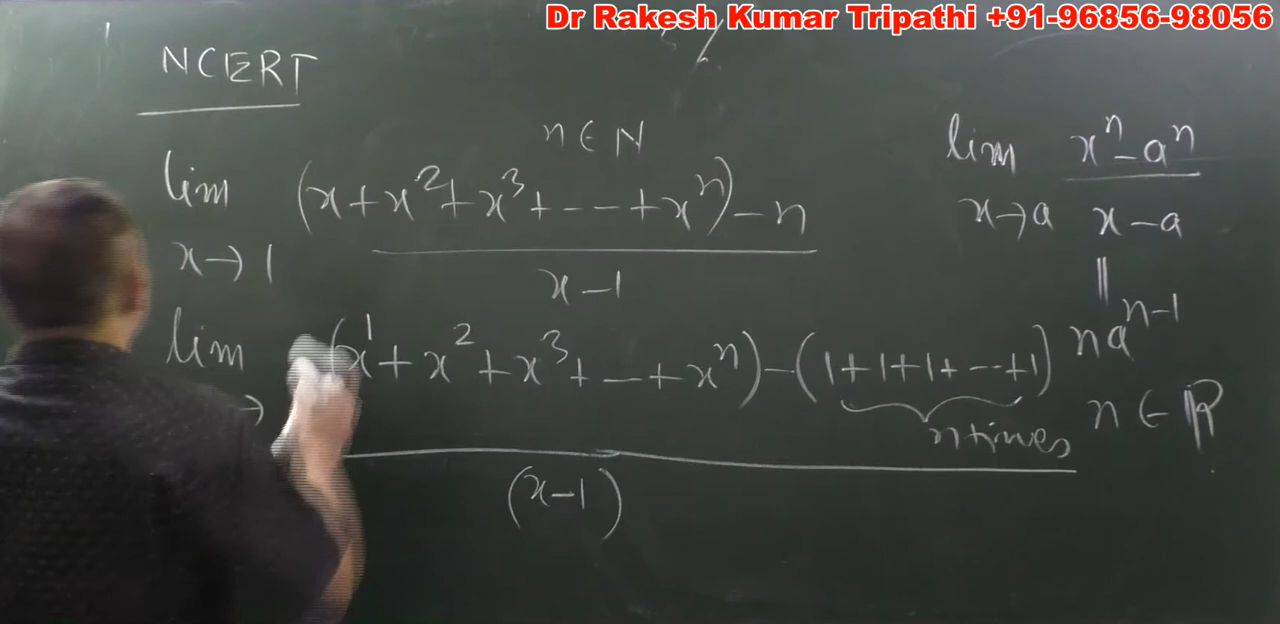 Dr Rakesh Kumar Tripathi +91-96856-98056
NCERT
n ∈ N
lim (x+x²+x³+---+xⁿ)-n
x→1 x-1
lim (x¹+x²+x³+---+xⁿ)-(1+1+1+---+1)
→ n times
(x-1)
lim xⁿ-aⁿ
x→a x-a
||
naⁿ⁻¹
n ∈ R